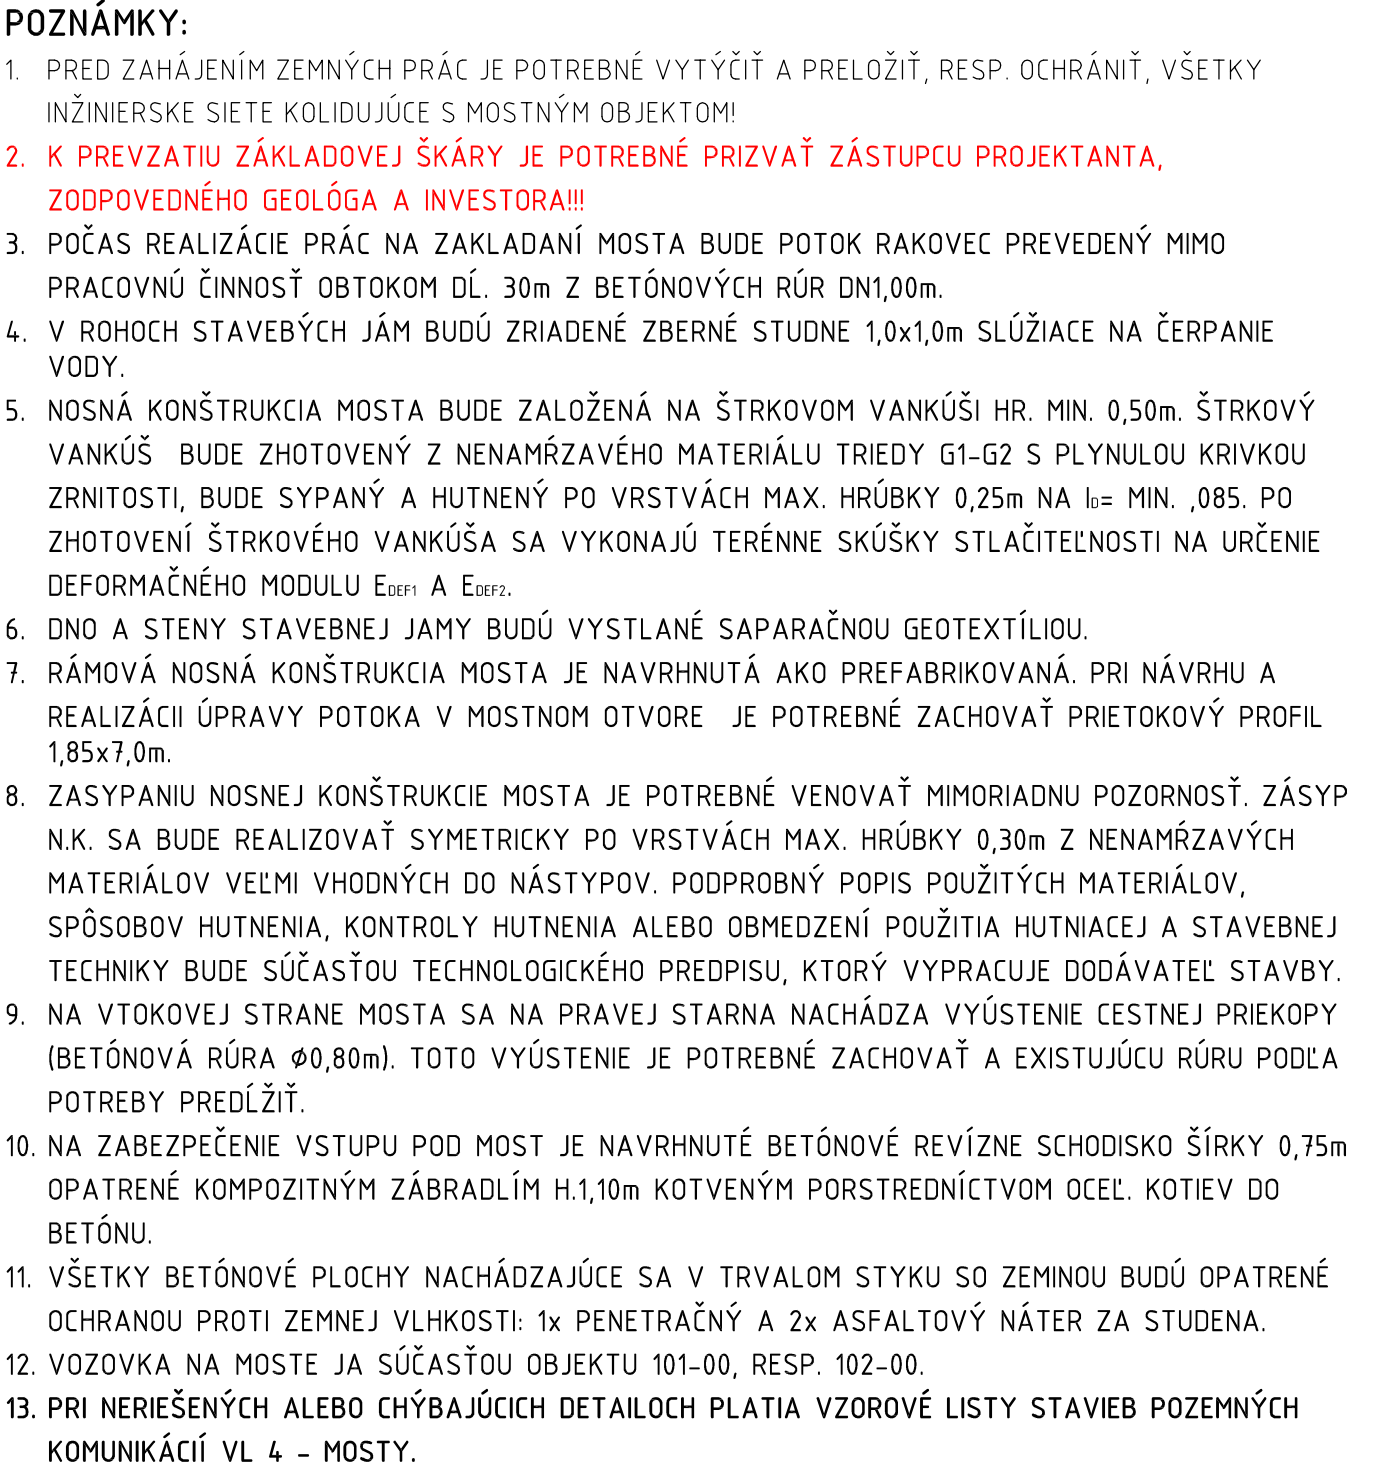 POZNÁMKY:
1. PRED ZAHÁJENÍM ZEMNÝCH PRÁC JE POTREBNÉ VYTÝČIŤ A PRELOŽIŤ, RESP. OCHRÁNIŤ, VŠETKY
INŽINIERSKE SIETE KOLIDUJÚCE S MOSTNÝM OBJEKTOM!
2. K PREVZATIU ZÁKLADOVEJ ŠKÁRY JE POTREBNÉ PRIZVAŤ ZÁSTUPCU PROJEKTANTA,
ZODPOVEDNÉHO GEOLÓGA A INVESTORA!!!
3. POČAS REALIZÁCIE PRÁC NA ZAKLADANÍ MOSTA BUDE POTOK RAKOVEC PREVEDENÝ MIMO
PRACOVNÚ ČINNOSŤ OBTOKOM DĹ. 30m Z BETÓNOVÝCH RÚR DN1,00m.
4. V ROHOCH STAVEBÝCH JÁM BUDÚ ZRIADENÉ ZBERNÉ STUDNE 1,0x1,0m SLÚŽIACE NA ČERPANIE
VODY.
5. NOSNÁ KONŠTRUKCIA MOSTA BUDE ZALOŽENÁ NA ŠTRKOVOM VANKÚŠI HR. MIN. 0,50m. ŠTRKOVÝ
VANKÚŠ BUDE ZHOTOVENÝ Z NENAMŔZAVÉHO MATERIÁLU TRIEDY G1-G2 S PLYNULOU KRIVKOU
ZRNITOSTI, BUDE SYPANÝ A HUTNENÝ PO VRSTVÁCH MAX. HRÚBKY 0,25m NA ID= MIN. ,085. PO
ZHOTOVENÍ ŠTRKOVÉHO VANKÚŠA SA VYKONAJÚ TERÉNNE SKÚŠKY STLAČITEĽNOSTI NA URČENIE
DEFORMAČNÉHO MODULU EDEF1 A EDEF2.
6. DNO A STENY STAVEBNEJ JAMY BUDÚ VYSTLANÉ SAPARAČNOU GEOTEXTÍLIOU.
7. RÁMOVÁ NOSNÁ KONŠTRUKCIA MOSTA JE NAVRHNUTÁ AKO PREFABRIKOVANÁ. PRI NÁVRHU A
REALIZÁCII ÚPRAVY POTOKA V MOSTNOM OTVORE JE POTREBNÉ ZACHOVAŤ PRIETOKOVÝ PROFIL
1,85x7,0m.
8. ZASYPANIU NOSNEJ KONŠTRUKCIE MOSTA JE POTREBNÉ VENOVAŤ MIMORIADNU POZORNOSŤ. ZÁSYP
N.K. SA BUDE REALIZOVAŤ SYMETRICKY PO VRSTVÁCH MAX. HRÚBKY 0,30m Z NENAMŔZAVÝCH
MATERIÁLOV VEĽMI VHODNÝCH DO NÁSTYPOV. PODPROBNÝ POPIS POUŽITÝCH MATERIÁLOV,
SPÔSOBOV HUTNENIA, KONTROLY HUTNENIA ALEBO OBMEDZENÍ POUŽITIA HUTNIACEJ A STAVEBNEJ
TECHNIKY BUDE SÚČASŤOU TECHNOLOGICKÉHO PREDPISU, KTORÝ VYPRACUJE DODÁVATEĽ STAVBY.
9. NA VTOKOVEJ STRANE MOSTA SA NA PRAVEJ STARNA NACHÁDZA VYÚSTENIE CESTNEJ PRIEKOPY
(BETÓNOVÁ RÚRA Ø0,80m). TOTO VYÚSTENIE JE POTREBNÉ ZACHOVAŤ A EXISTUJÚCU RÚRU PODĽA
POTREBY PREDĹŽIŤ.
10. NA ZABEZPEČENIE VSTUPU POD MOST JE NAVRHNUTÉ BETÓNOVÉ REVÍZNE SCHODISKO ŠÍRKY 0,75m
OPATRENÉ KOMPOZITNÝM ZÁBRADLÍM H.1,10m KOTVENÝM PORSTREDNÍCTVOM OCEĽ. KOTIEV DO
BETÓNU.
11. VŠETKY BETÓNOVÉ PLOCHY NACHÁDZAJÚCE SA V TRVALOM STYKU SO ZEMINOU BUDÚ OPATRENÉ
OCHRANOU PROTI ZEMNEJ VLHKOSTI: 1x PENETRAČNÝ A 2x ASFALTOVÝ NÁTER ZA STUDENA.
12. VOZOVKA NA MOSTE JA SÚČASŤOU OBJEKTU 101-00, RESP. 102-00.
13. PRI NERIEŠENÝCH ALEBO CHÝBAJÚCICH DETAILOCH PLATIA VZOROVÉ LISTY STAVIEB POZEMNÝCH
KOMUNIKÁCIÍ VL 4 - MOSTY.